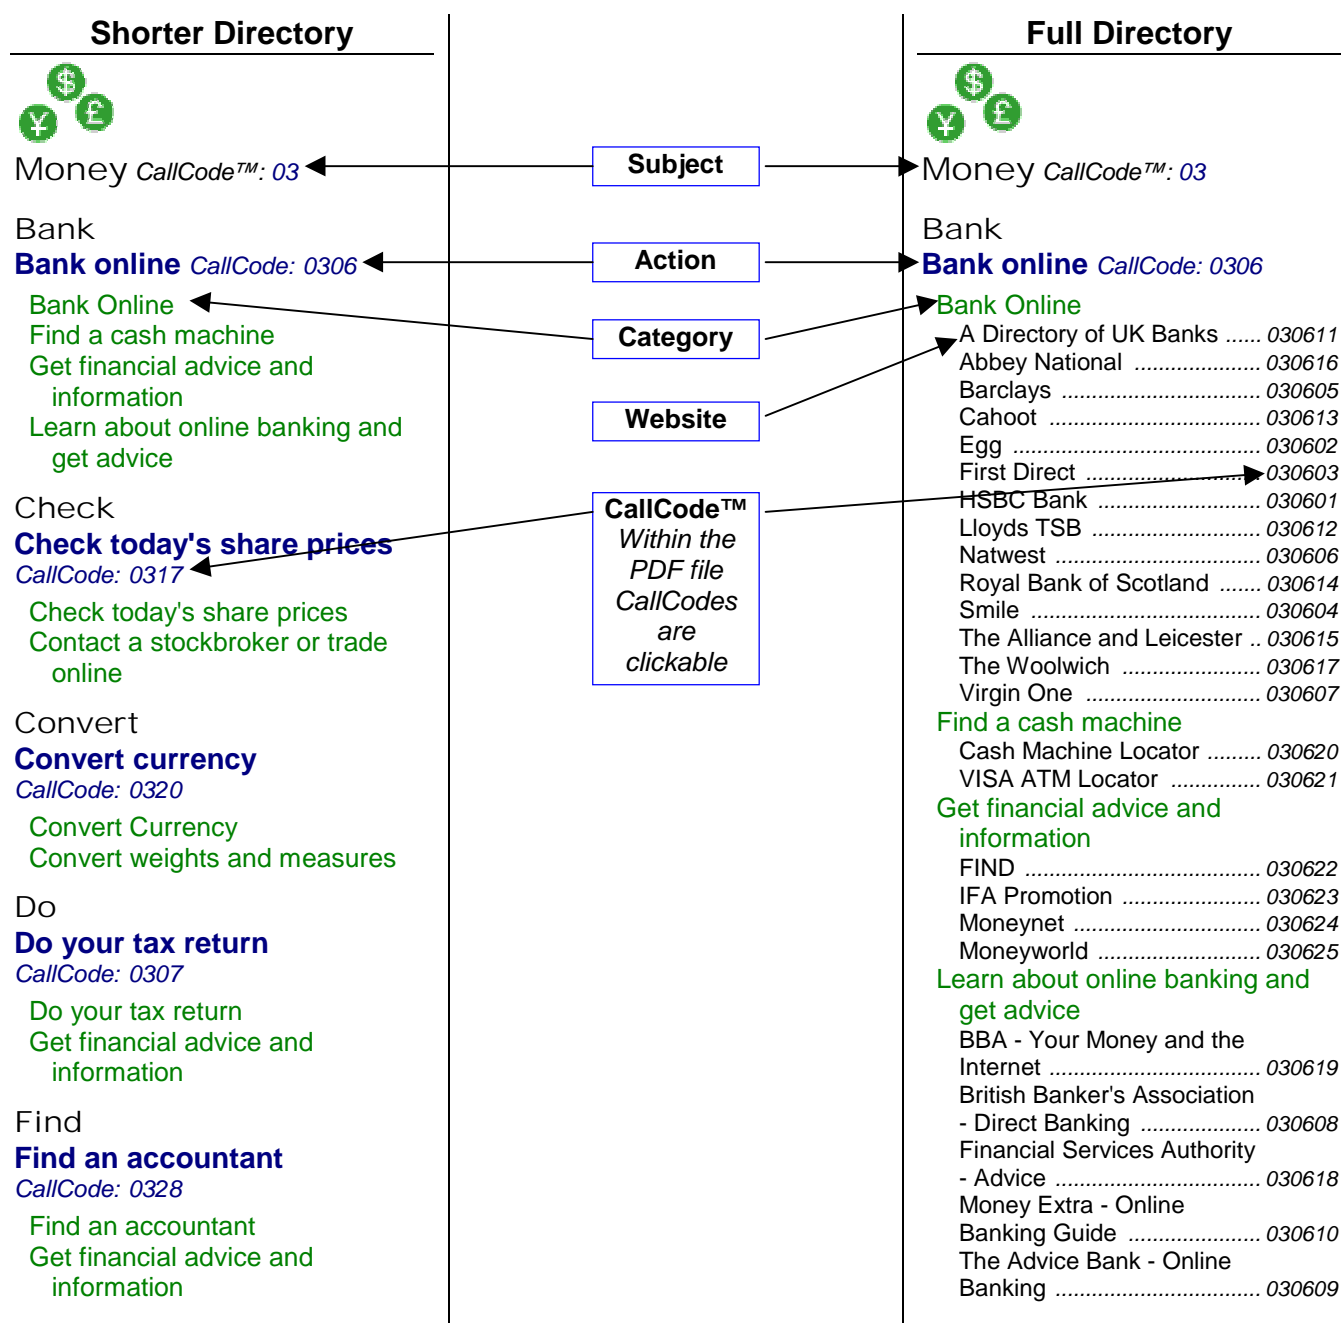 Shorter Directory
$
¥ £
Money CallCode™: 03
Bank
Bank online CallCode: 0306
Bank Online
Find a cash machine
Get financial advice and
information
Learn about online banking and
get advice
Check
Check today's share prices
CallCode: 0317
Check today's share prices
Contact a stockbroker or trade
online
Convert
Convert currency
CallCode: 0320
Convert Currency
Convert weights and measures
Do
Do your tax return
CallCode: 0307
Do your tax return
Get financial advice and
information
Find
Find an accountant
CallCode: 0328
Find an accountant
Get financial advice and
information
Subject
Action
Category
Website
CallCode™
Within the
PDF file
CallCodes
are
clickable
Full Directory
$
¥ £
Money CallCode™: 03
Bank
Bank online CallCode: 0306
Bank Online
A Directory of UK Banks ...... 030611
Abbey National ..................... 030616
Barclays ................................. 030605
Cahoot ................................... 030613
Egg ......................................... 030602
First Direct ............................. 030603
HSBC Bank ........................... 030601
Lloyds TSB ............................ 030612
Natwest .................................. 030606
Royal Bank of Scotland ....... 030614
Smile ...................................... 030604
The Alliance and Leicester .. 030615
The Woolwich ....................... 030617
Virgin One ............................. 030607
Find a cash machine
Cash Machine Locator ......... 030620
VISA ATM Locator ............... 030621
Get financial advice and
information
FIND ....................................... 030622
IFA Promotion ....................... 030623
Moneynet ............................... 030624
Moneyworld ........................... 030625
Learn about online banking and
get advice
BBA - Your Money and the
Internet ................................... 030619
British Banker's Association
- Direct Banking .................... 030608
Financial Services Authority
- Advice .................................. 030618
Money Extra - Online
Banking Guide ...................... 030610
The Advice Bank - Online
Banking .................................. 030609